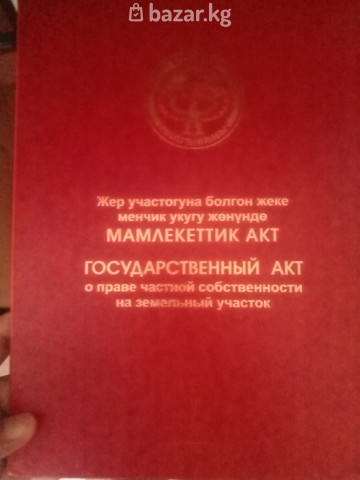 bazar.kg
Жер участогуна болгон жеке
менчик укугу жөнүндө
МАМЛЕКЕТТИК АКТ
ГОСУДАРСТВЕННЫЙ АКТ
о праве частной собственности
на земельный участок